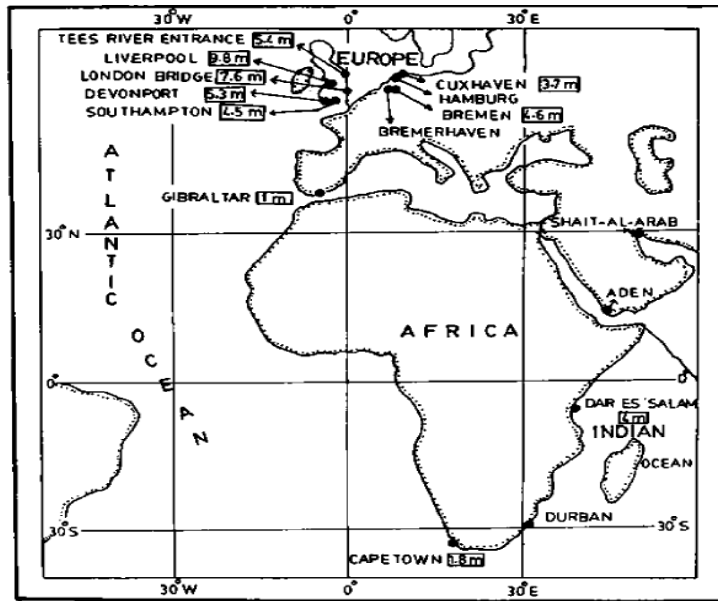 30°W 0° 30°E
TEES RIVER ENTRANCE 5.4 m
EUROPE
LIVERPOOL 9.8 m
LONDON BRIDGE 7.6 m
DEVONPORT 5.3 m
SOUTHAMPTON 4.5 m
CUXHAVEN 3.7 m
HAMBURG
BREMEN 4.6 m
BREMERHAVEN
ATLANTIC
OCEAN
GIBRALTAR 1 m
30°N
SHAIT-AL-ARAB
ADEN
AFRICA
0° 0°
DAR ES'SALAM
4 m
INDIAN
OCEAN
DURBAN
30°S 30°S
CAPETOWN 1.8 m
30°W 0° 30°E